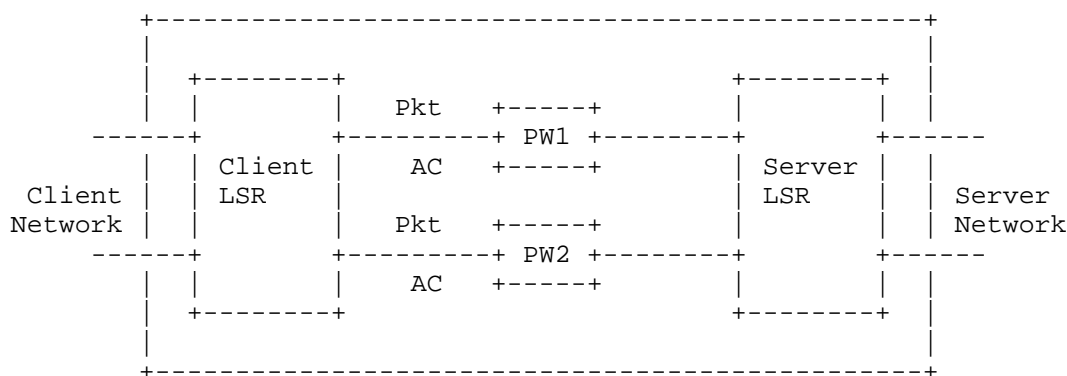 Pkt
PW1
Client AC Server
Client LSR LSR Server
Network Pkt Network
PW2
AC